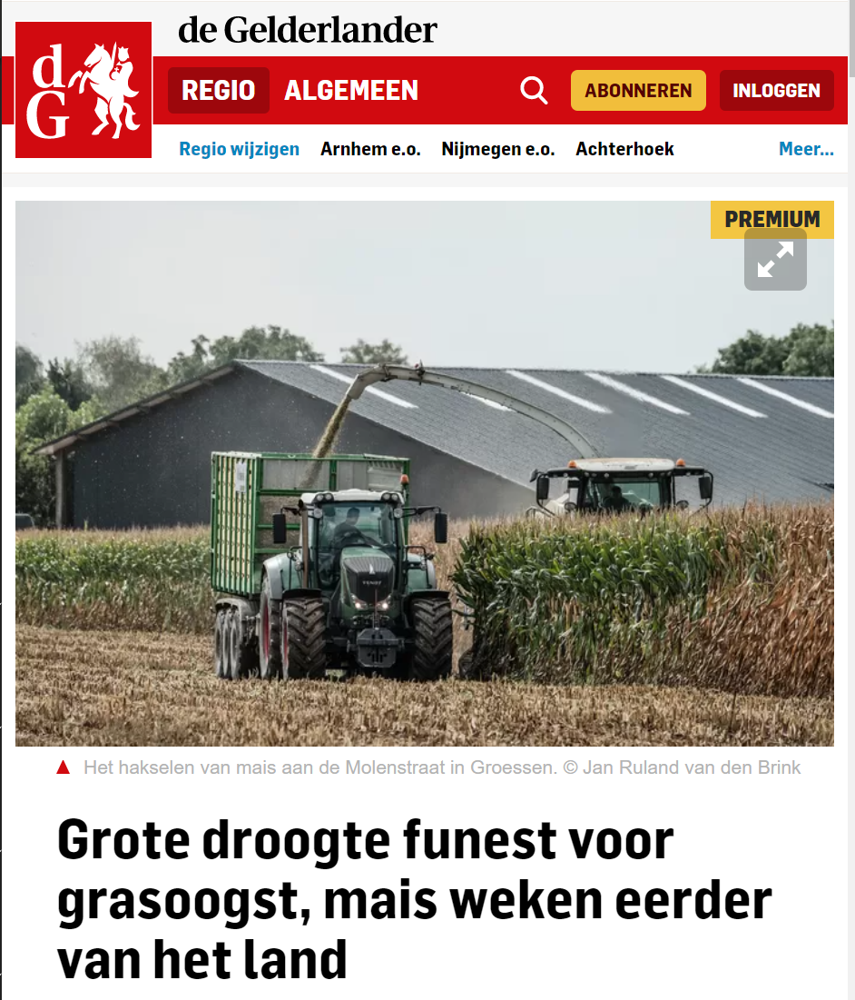 de Gelderlander
dG
REGIO ALGEMEEN ABONNEREN INLOGGEN
Regio wijzigen Arnhem e.o. Nijmegen e.o. Achterhoek Meer...
PREMIUM
FENDT
Het hakselen van mais aan de Molenstraat in Groessen. © Jan Ruland van den Brink
Grote droogte funest voor
grasoogst, mais weken eerder
van het land